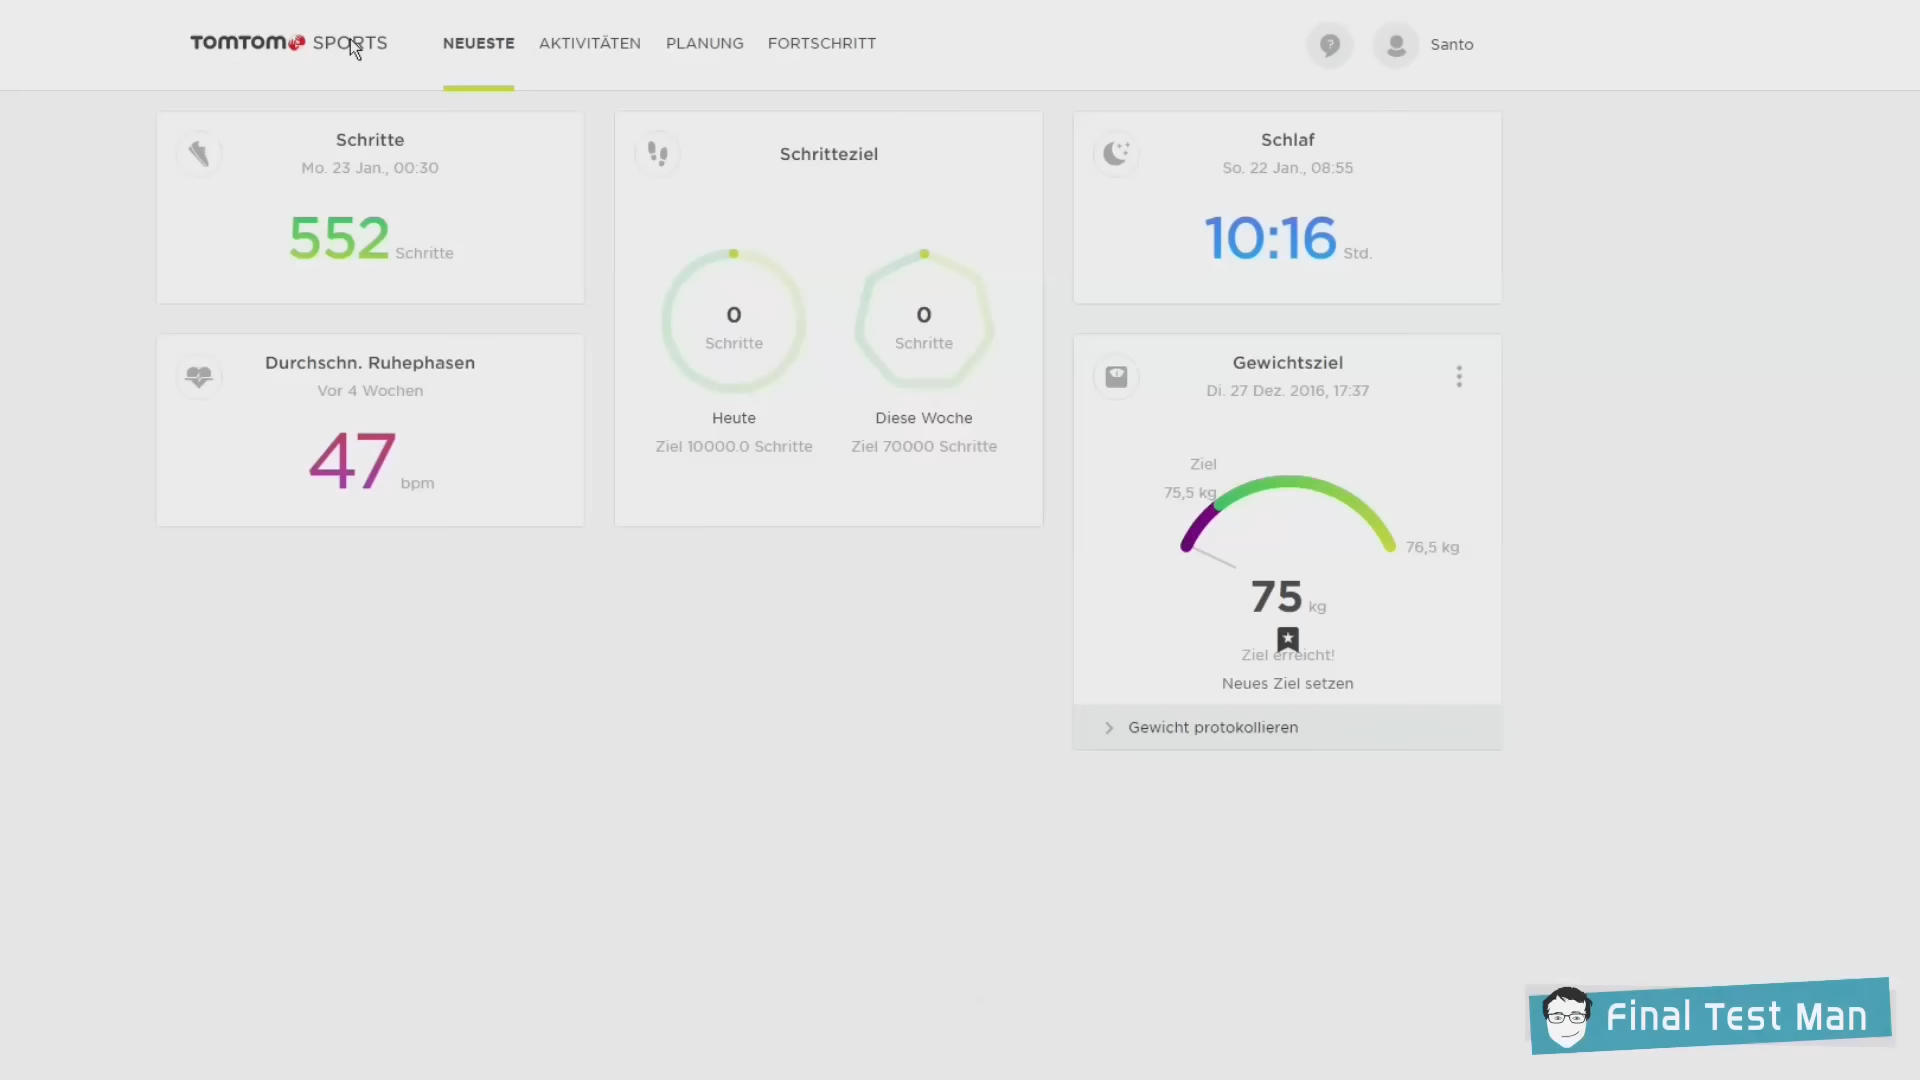 TOMTOM SPORTS
NEUESTE
AKTIVITÄTEN
PLANUNG
FORTSCHRITT
?
Santo
Schritte
Mo. 23 Jan., 00:30
552 Schritte
Durchschn. Ruhephasen
Vor 4 Wochen
47 bpm
Schritteziel
0
Schritte
Heute
Ziel 10000.0 Schritte
0
Schritte
Diese Woche
Ziel 70000 Schritte
Schlaf
So. 22 Jan., 08:55
10:16 Std.
Gewichtsziel
Di. 27 Dez. 2016, 17:37
Ziel
75,5 kg
76,5 kg
75 kg
Ziel erreicht!
Neues Ziel setzen
Gewicht protokollieren
Final Test Man